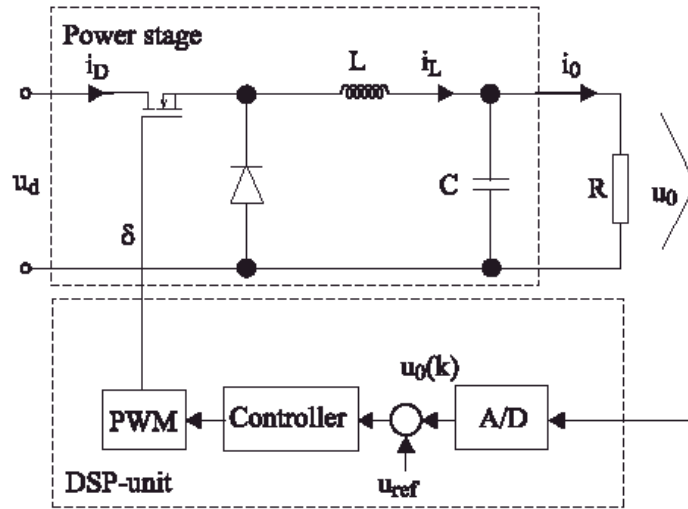 Power stage
i_D
L
i_L
i_0
u_d
δ
C
R
u_0
u_0(k)
PWM
Controller
A/D
u_ref
DSP-unit